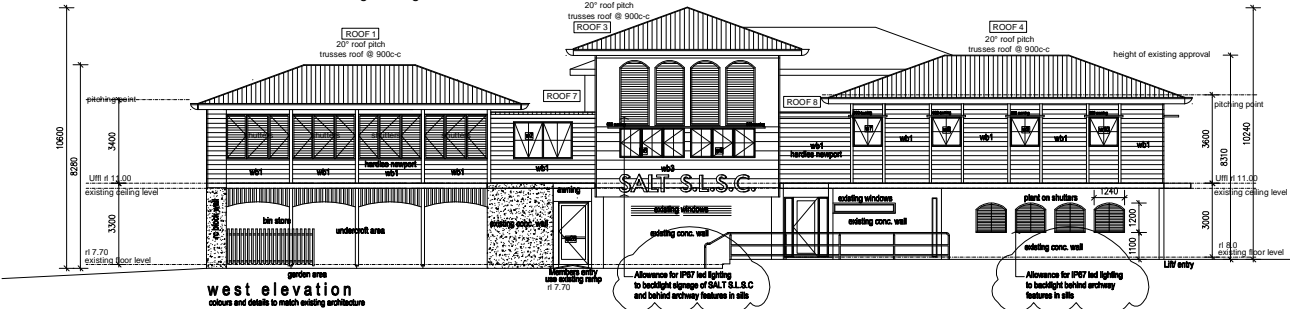 20° roof pitch
trusses roof @ 900c-c
ROOF 3
ROOF 1
20° roof pitch
trusses roof @ 900c-c
ROOF 4
20° roof pitch
trusses roof @ 900c-c
height of existing approval
ROOF 7
ROOF 8
pitching point
pitching point
10600
8280
3400
3300
shutters shutters shutters shutters
hardies newport
wb1 wb1 wb1 wb1
wb1
wb3
wb1
hardies newport
wb1 wb1 wb1 wb1
3600
8310
10240
3000
Uffl rl 11.00
existing ceiling level
Uffl rl 11.00
existing ceiling level
SALT S.L.S.C.
awning
bin store
undercroft area
existing conc. wall
existing windows
existing conc. wall
existing windows
existing conc. wall
plant on shutters
1240
1200
1100
existing conc. wall
rl 7.70
existing floor level
rl 8.0
existing floor level
garden area
Members entry
use existing ramp
rl 7.70
Lift/ entry
west elevation
colours and details to match existing architecture
Allowance for IP67 led lighting
to backlight signage of SALT S.L.S.C
and behind archway features in sills
Allowance for IP67 led lighting
to backlight behind archway
features in sills